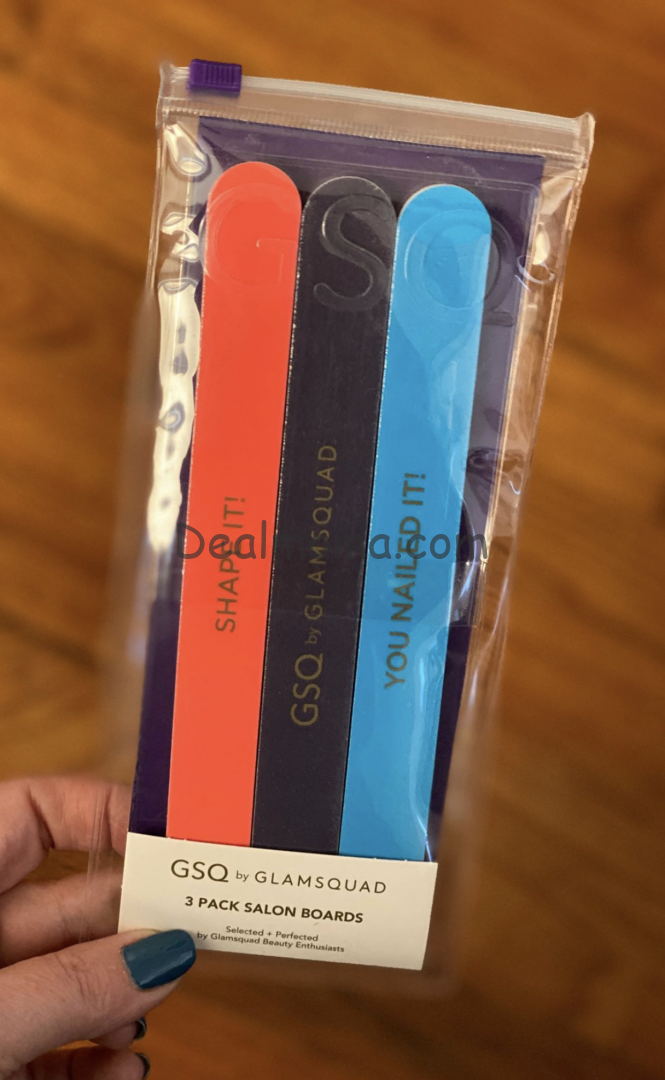 GSQ
SHAPE IT!
GSQ by GLAMSQUAD
YOU NAILED IT!
GSQ by GLAMSQUAD
3 PACK SALON BOARDS
Selected + Perfected
by Glamsquad Beauty Enthusiasts